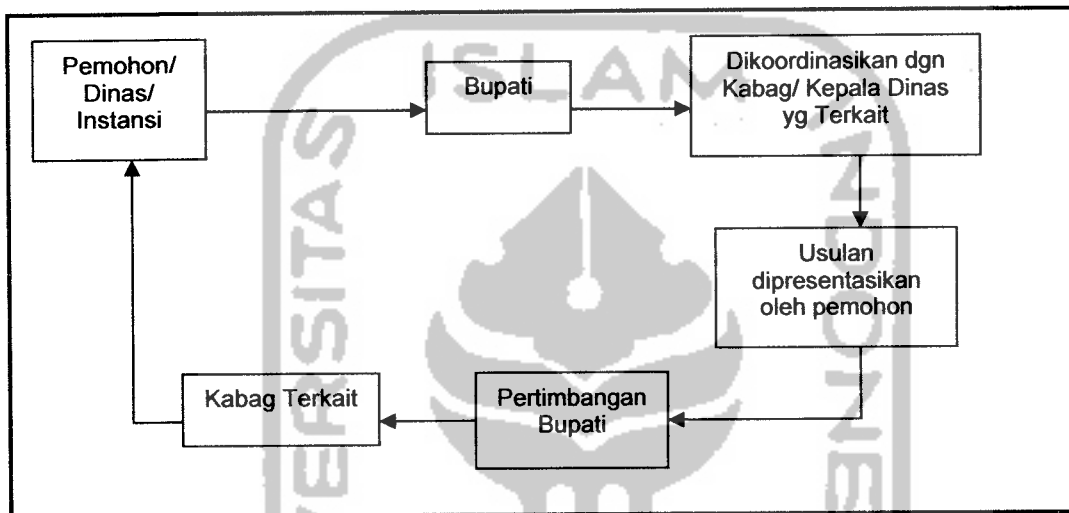 Pemohon/
Dinas/
Instansi
Bupati
Dikoordinasikan dgn
Kabag/ Kepala Dinas
yg Terkait
Usulan
dipresentasikan
oleh pemohon
Pertimbangan
Bupati
Kabag Terkait
ISLAM